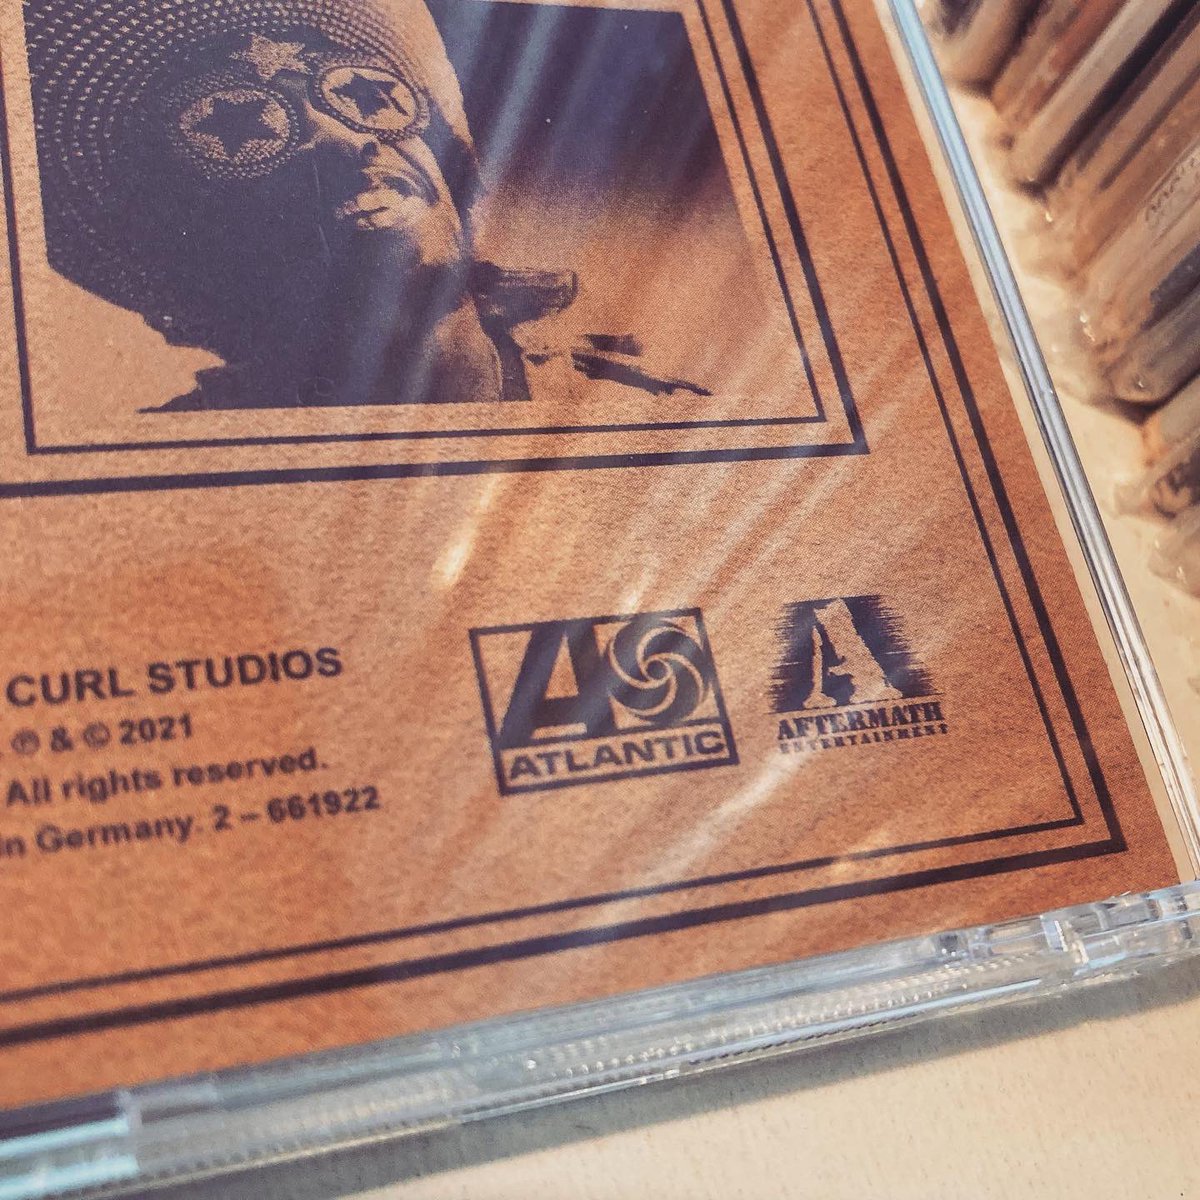 CURL STUDIOS
. ℗ & © 2021
All rights reserved.
in Germany. 2 – 661922
ATLANTIC
A
AFTERMATH
ENTERTAINMENT